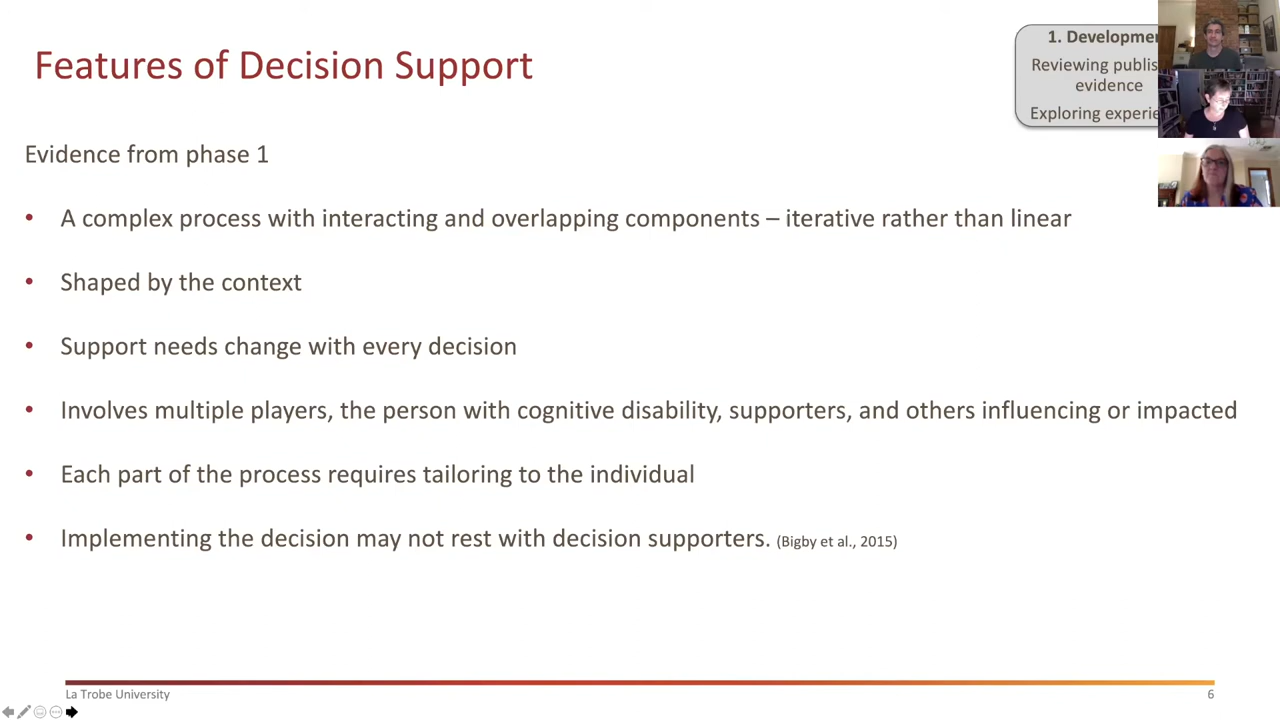 Features of Decision Support
1. Developmen
Reviewing publis
evidence
Exploring experie
Evidence from phase 1
• A complex process with interacting and overlapping components – iterative rather than linear
• Shaped by the context
• Support needs change with every decision
• Involves multiple players, the person with cognitive disability, supporters, and others influencing or impacted
• Each part of the process requires tailoring to the individual
• Implementing the decision may not rest with decision supporters. (Bigby et al., 2015)
La Trobe University
6